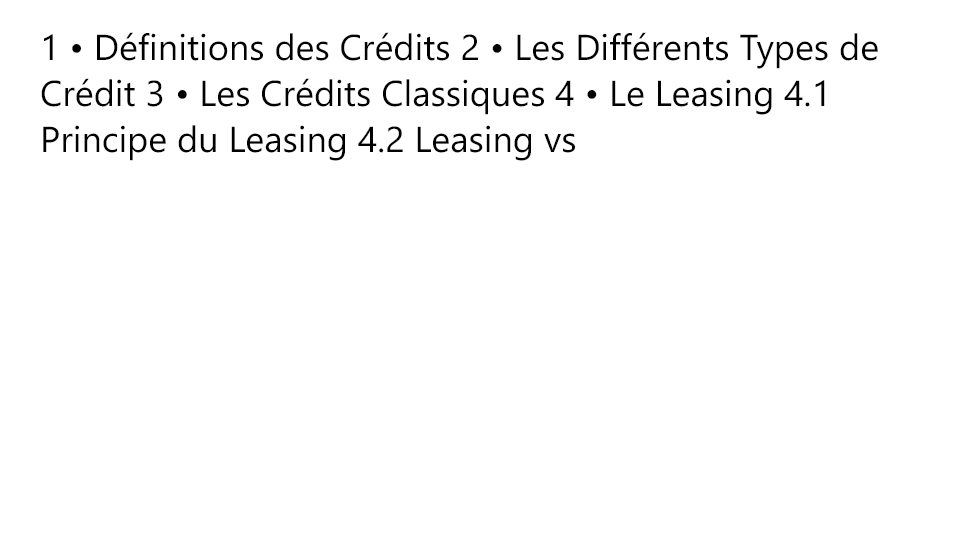 1 • Définitions des Crédits 2 • Les Différents Types de
Crédit 3 • Les Crédits Classiques 4 • Le Leasing 4.1
Principe du Leasing 4.2 Leasing vs